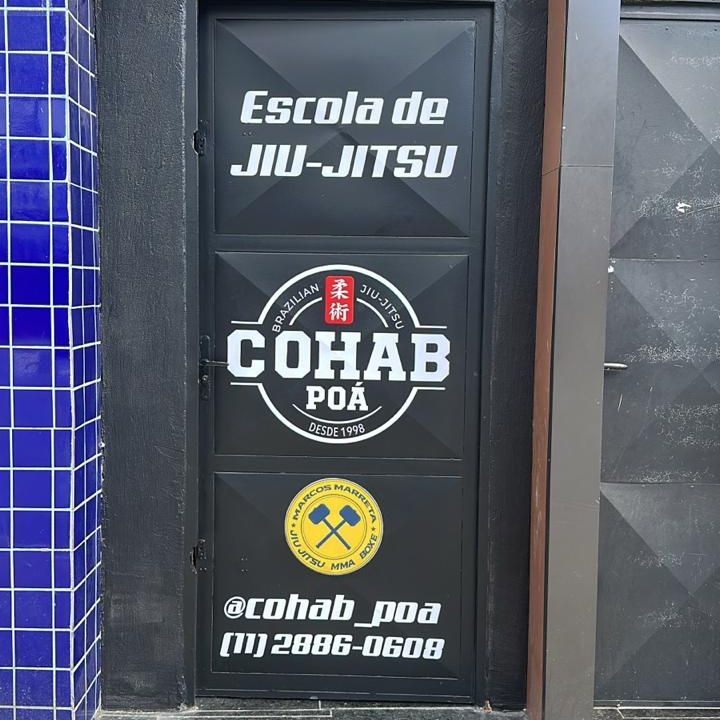 Escola de
JIU-JITSU
BRAZILIAN JIU-JITSU
柔術
COHAB
POÁ
DESDE 1998
MARCOS MARRETA
JIU JITSU MMA BOXE
@cohab_poa
(11) 2886-0608